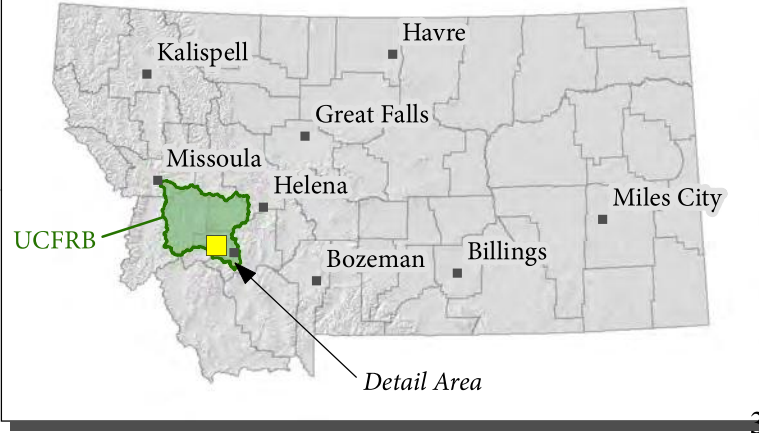 Havre
Kalispell
Great Falls
Missoula
Helena
Miles City
UCFRB
Billings
Bozeman
Detail Area